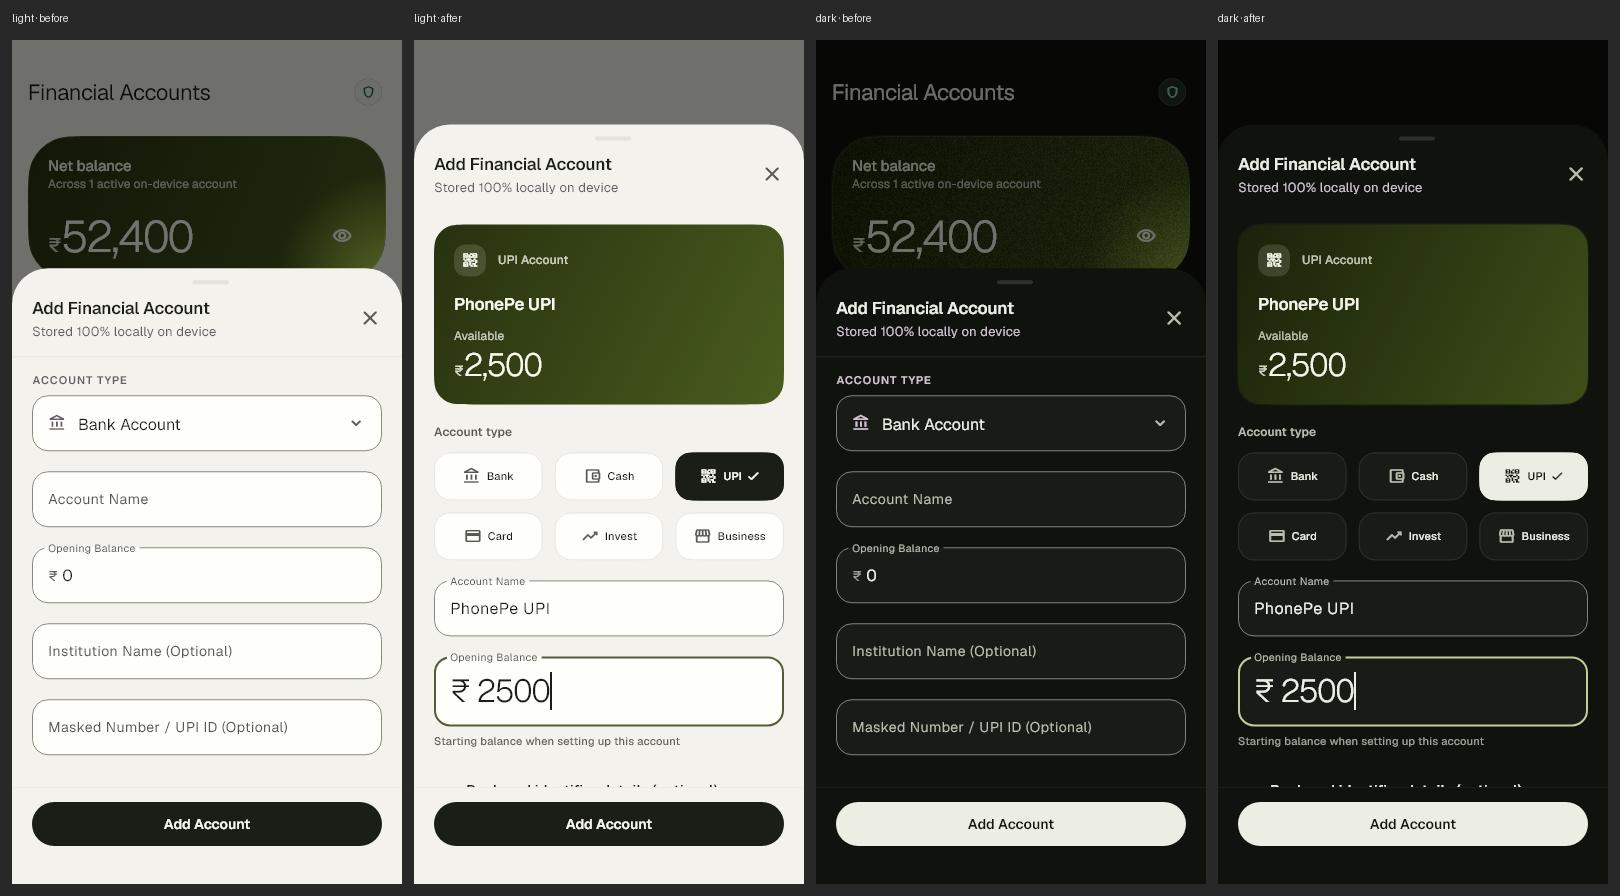 light·before
Financial Accounts
Net balance
Across 1 active on-device account
₹52,400
Add Financial Account
Stored 100% locally on device
ACCOUNT TYPE
Bank Account
Account Name
Opening Balance
₹ 0
Institution Name (Optional)
Masked Number / UPI ID (Optional)
Add Account
light·after
Add Financial Account
Stored 100% locally on device
UPI Account
PhonePe UPI
Available
₹2,500
Account type
Bank
Cash
UPI
Card
Invest
Business
Account Name
PhonePe UPI
Opening Balance
₹ 2500
Starting balance when setting up this account
details (optional)
Add Account
dark·before
Financial Accounts
Net balance
Across 1 active on-device account
₹52,400
Add Financial Account
Stored 100% locally on device
ACCOUNT TYPE
Bank Account
Account Name
Opening Balance
₹ 0
Institution Name (Optional)
Masked Number / UPI ID (Optional)
Add Account
dark·after
Add Financial Account
Stored 100% locally on device
UPI Account
PhonePe UPI
Available
₹2,500
Account type
Bank
Cash
UPI
Card
Invest
Business
Account Name
PhonePe UPI
Opening Balance
₹ 2500
Starting balance when setting up this account
details (optional)
Add Account